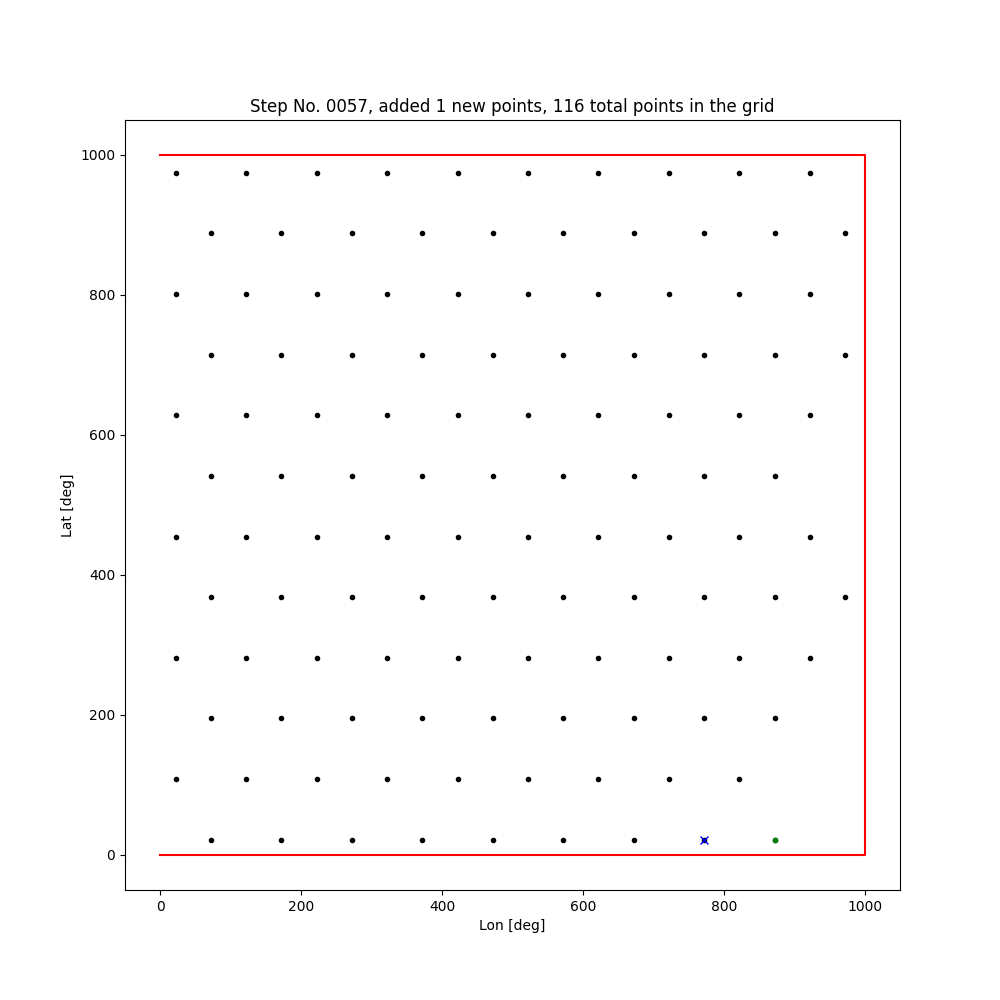 Step No. 0057, added 1 new points, 116 total points in the grid
1000
800
600
400
200
0
Lat [deg]
0 200 400 600 800 1000
Lon [deg]